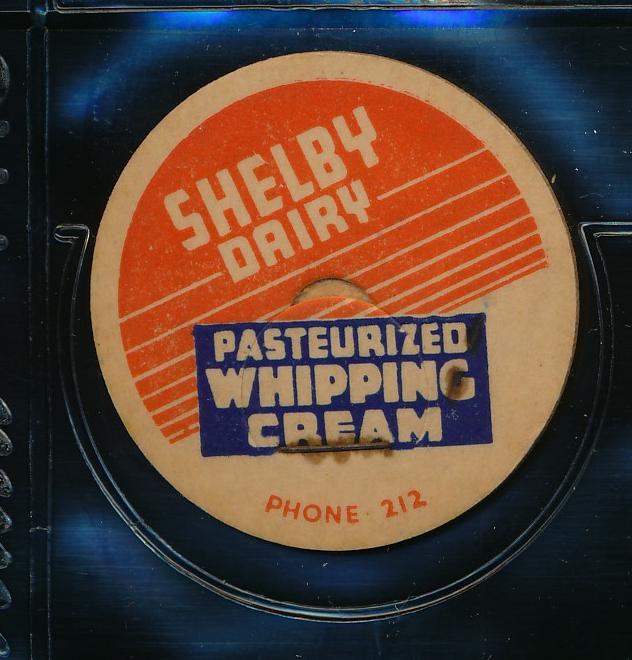 SHELBY
DAIRY
PASTEURIZED
WHIPPING
CREAM
PHONE · 212